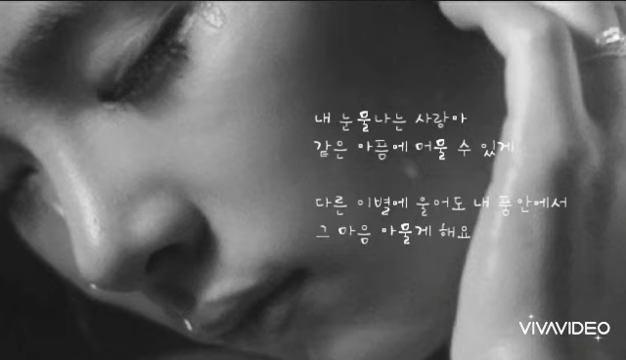 내 눈물나는 사랑아
같은 아픔에 머물 수 있게
다른 이별에 울어도 내 품안에서
그 마음 아물게 해요
VIVAVIDEO